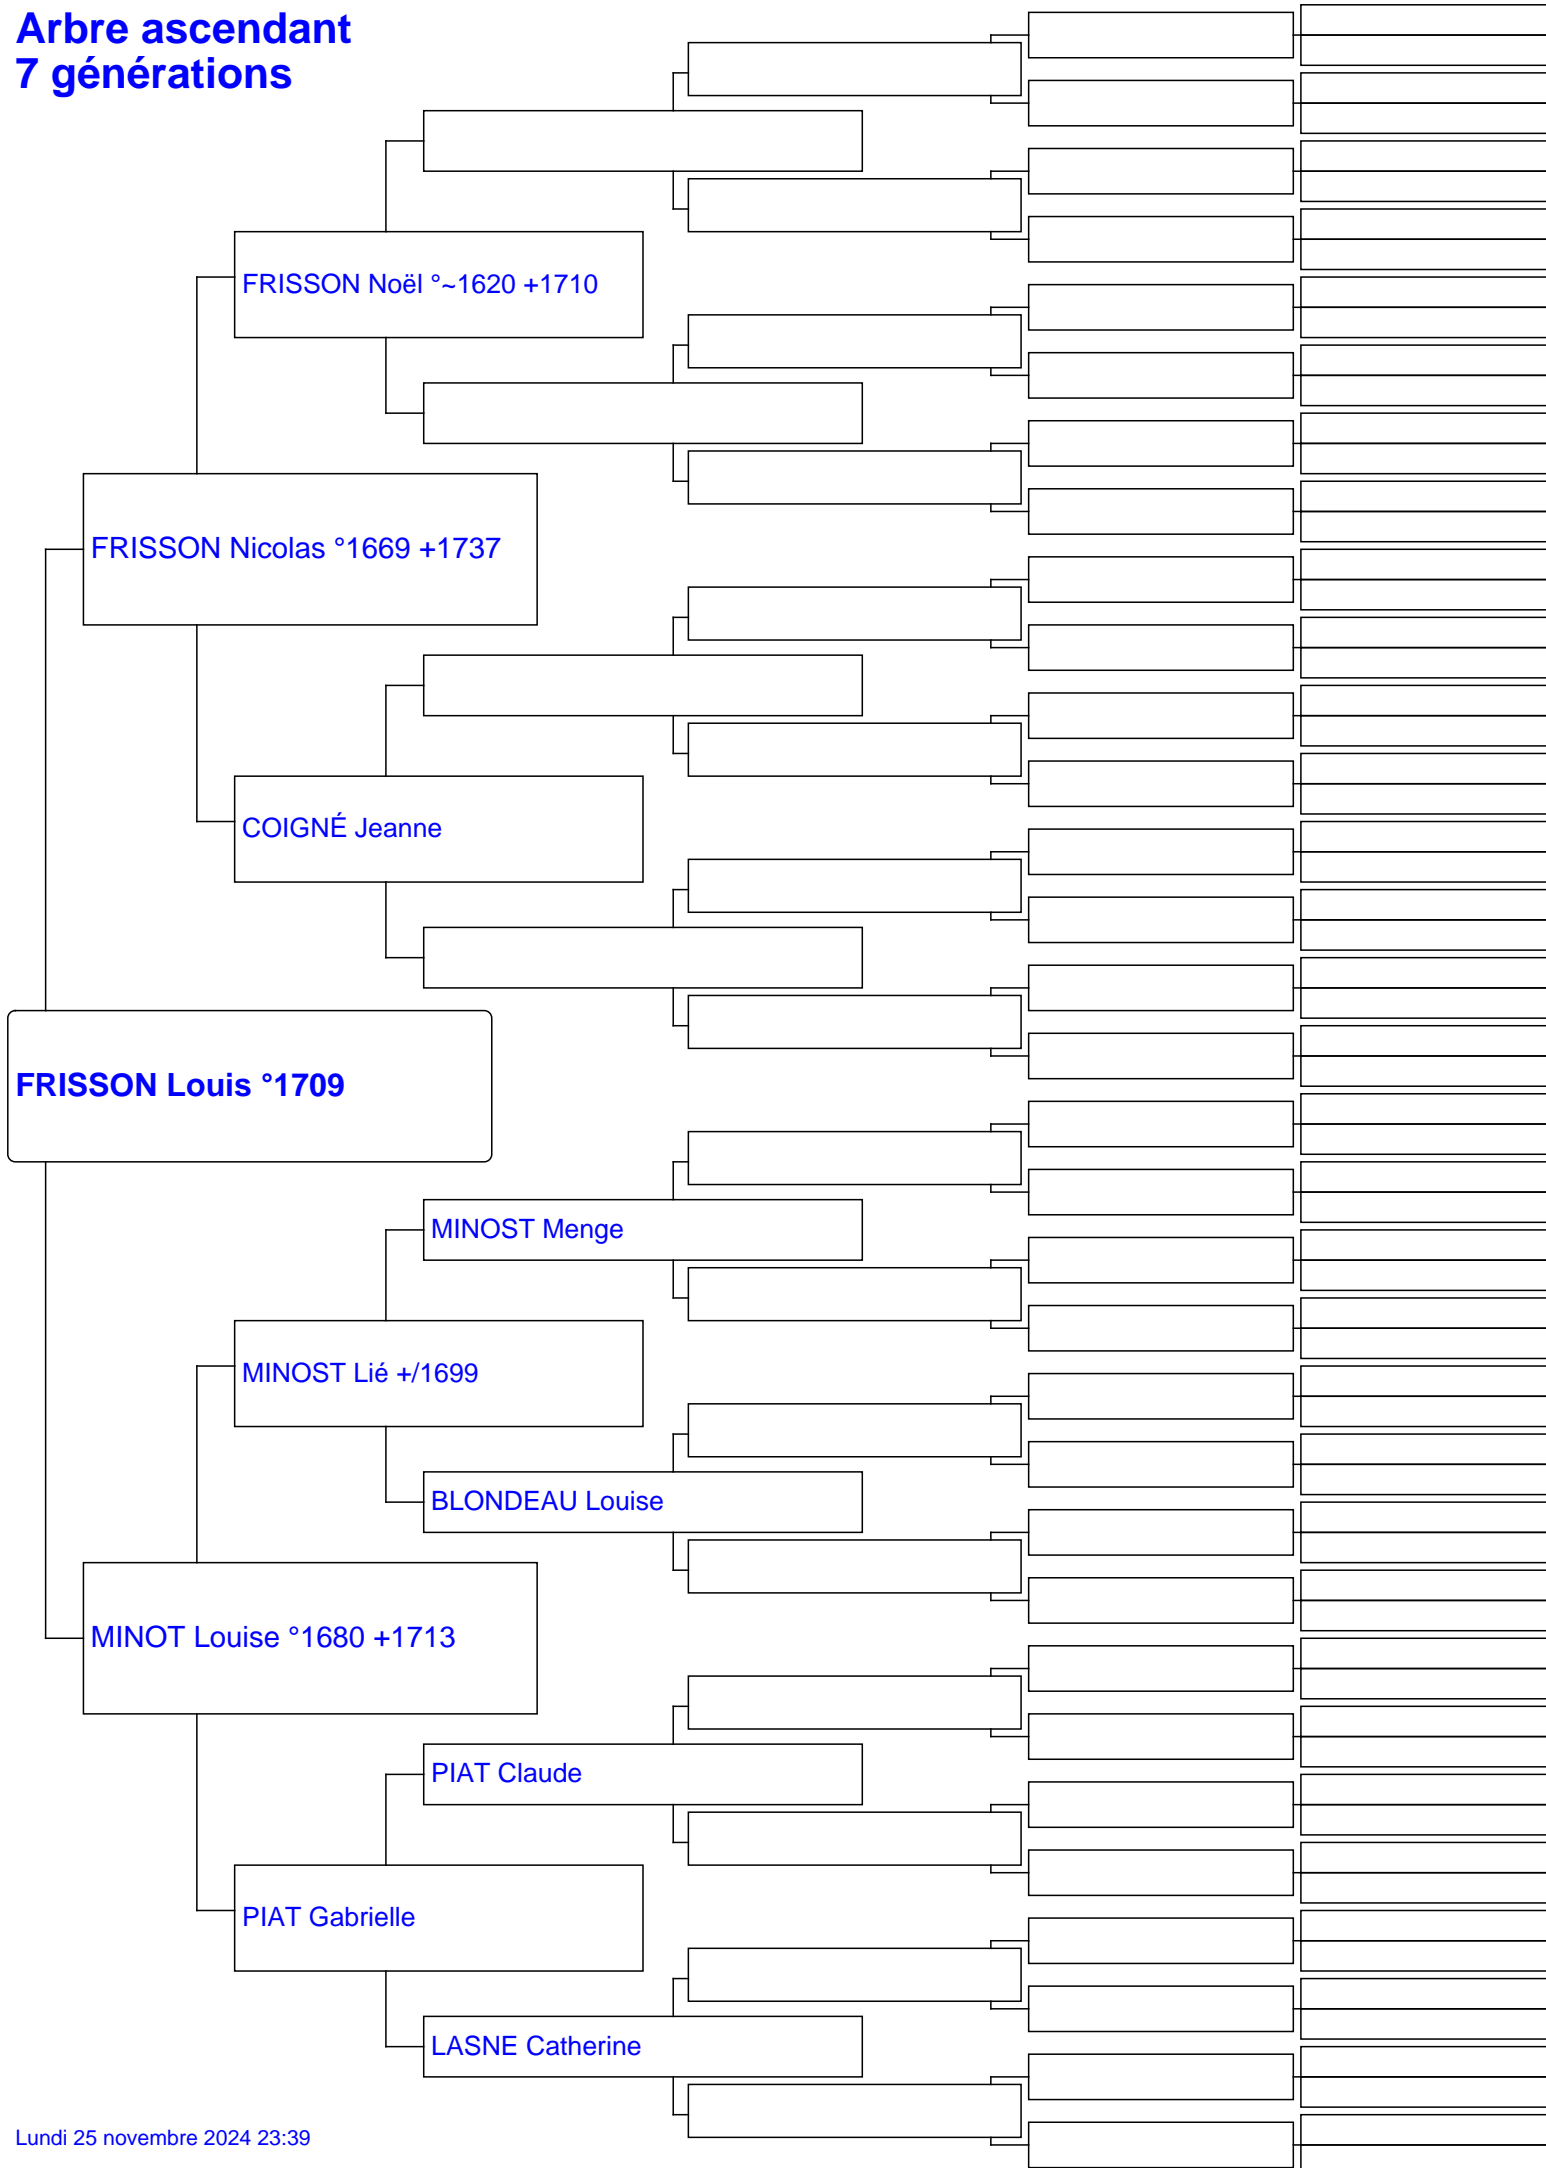 Arbre ascendant
7 générations
FRISSON Noël °~1620 +1710
FRISSON Nicolas °1669 +1737
COIGNÉ Jeanne
FRISSON Louis °1709
MINOST Menge
MINOST Lié +/1699
BLONDEAU Louise
MINOT Louise °1680 +1713
PIAT Claude
PIAT Gabrielle
LASNE Catherine
Lundi 25 novembre 2024 23:39